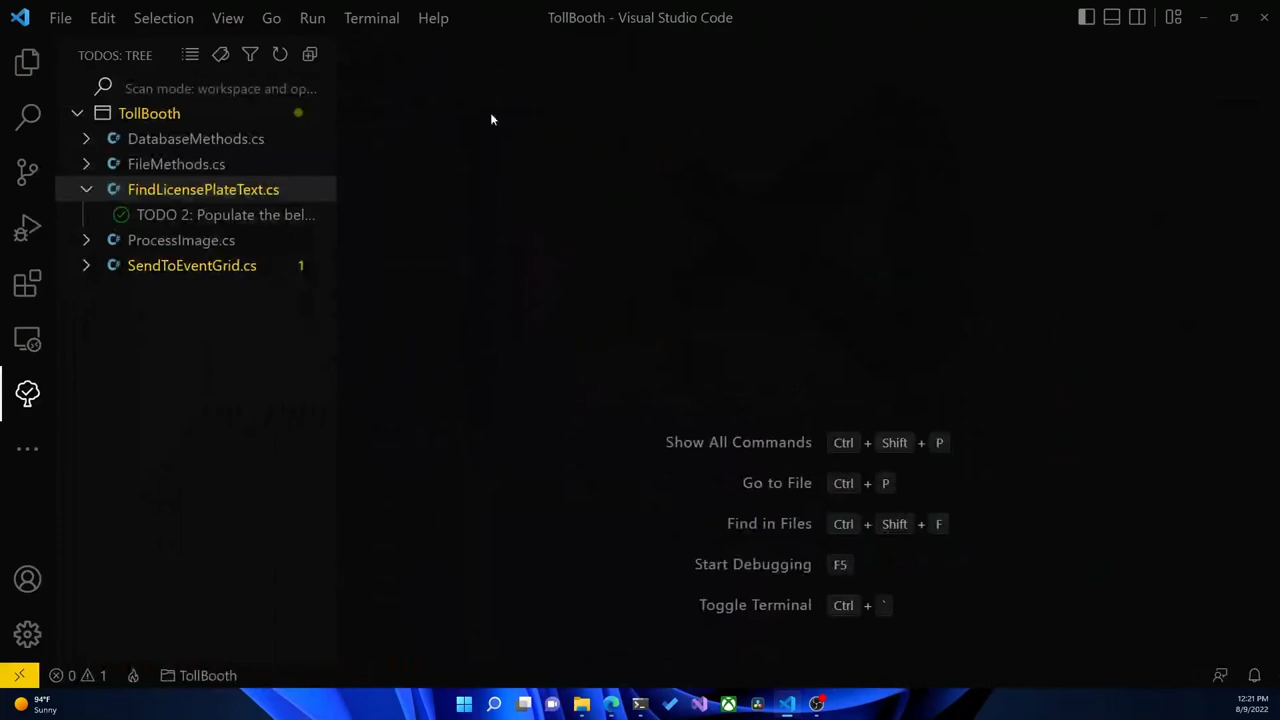 File Edit Selection View Go Run Terminal Help
TollBooth - Visual Studio Code
TODOS: TREE
Scan mode: workspace and op...
TollBooth
DatabaseMethods.cs
FileMethods.cs
FindLicensePlateText.cs
TODO 2: Populate the bel...
ProcessImage.cs
SendToEventGrid.cs 1
Show All Commands Ctrl + Shift + P
Go to File Ctrl + P
Find in Files Ctrl + Shift + F
Start Debugging F5
Toggle Terminal Ctrl + `
0 1 TollBooth
94°F
Sunny
12:21 PM
8/9/2022